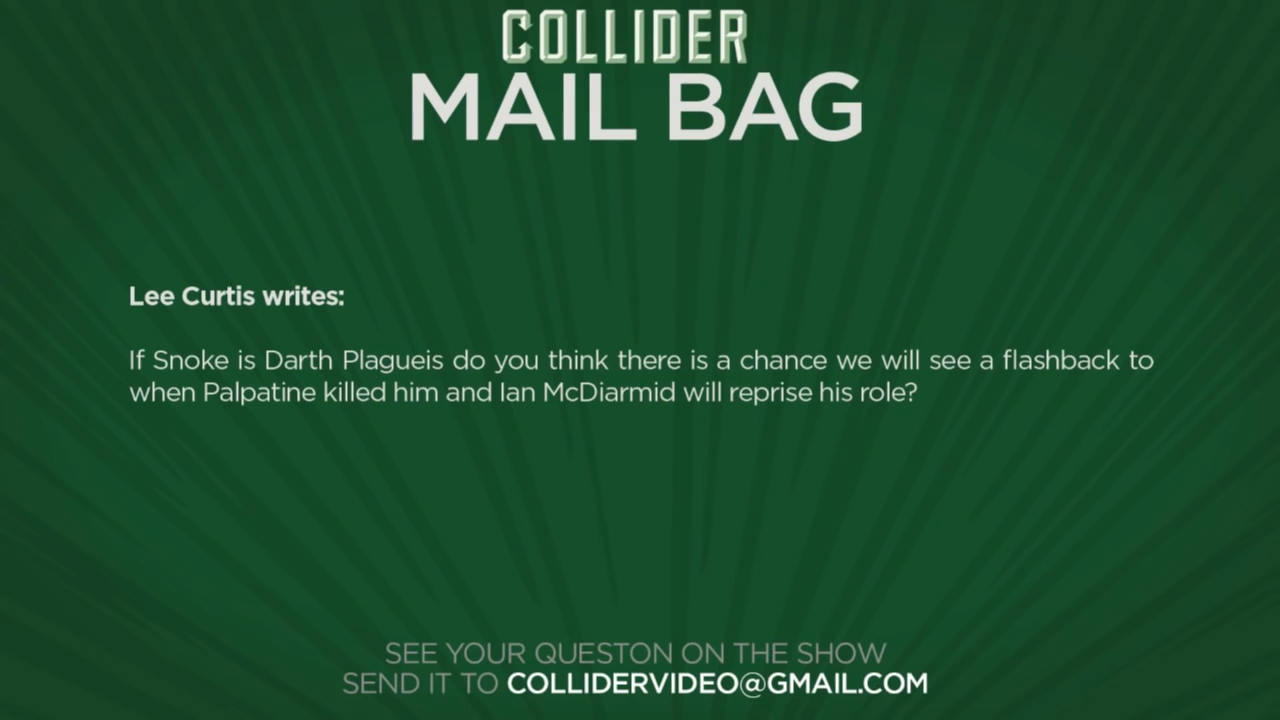 COLLIDER
MAIL BAG
Lee Curtis writes:
If Snoke is Darth Plagueis do you think there is a chance we will see a flashback to
when Palpatine killed him and Ian McDiarmid will reprise his role?
SEE YOUR QUESTON ON THE SHOW
SEND IT TO COLLIDERVIDEO@GMAIL.COM